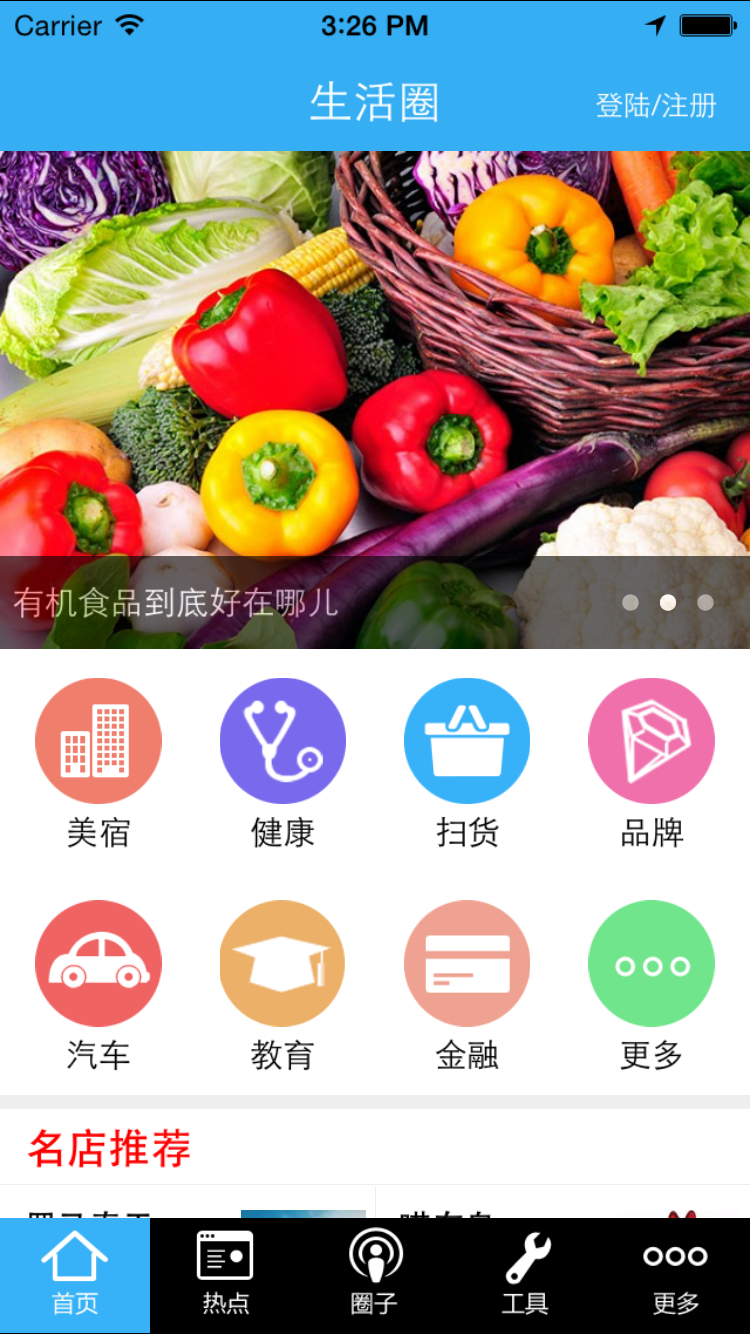 Carrier 3:26 PM
生活圈 登陆/注册
有机食品到底好在哪儿
美宿 健康 扫货 品牌
汽车 教育 金融 更多
名店推荐
首页 热点 圈子 工具 更多